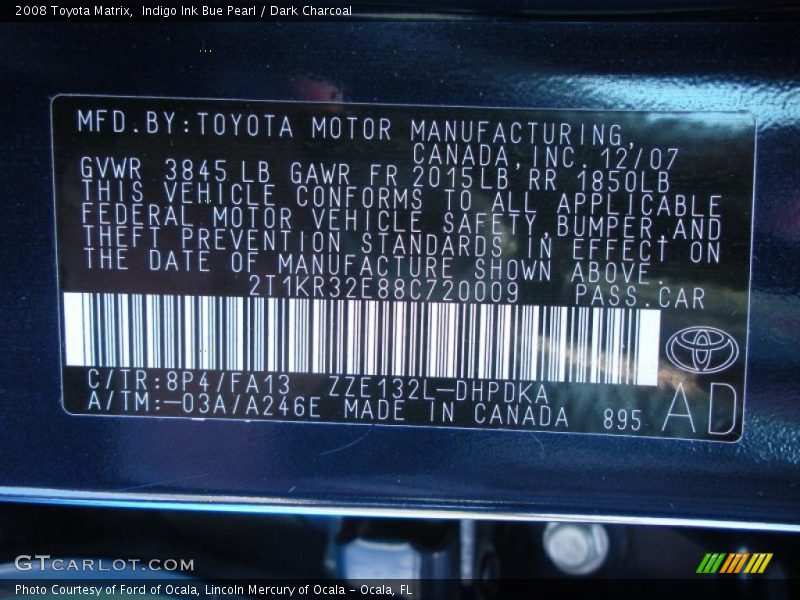 2008 Toyota Matrix, Indigo Ink Bue Pearl / Dark Charcoal
MFD.BY:TOYOTA MOTOR MANUFACTURING,
CANADA,INC. 12/07
GVWR 3845LB GAWR FR 2015LB,RR 1850LB
THIS VEHICLE CONFORMS TO ALL APPLICABLE
FEDERAL MOTOR VEHICLE SAFETY,BUMPER,AND
THEFT PREVENTION STANDARDS IN EFFECT ON
THE DATE OF MANUFACTURE SHOWN ABOVE.
2T1KR32E88C720009 PASS.CAR
C/TR:8P4/FA13 ZZE132L-DHPDKA
A/TM:-03A/A246E MADE IN CANADA 895 AD
GTCARLOT.COM
Photo Courtesy of Ford of Ocala, Lincoln Mercury of Ocala - Ocala, FL